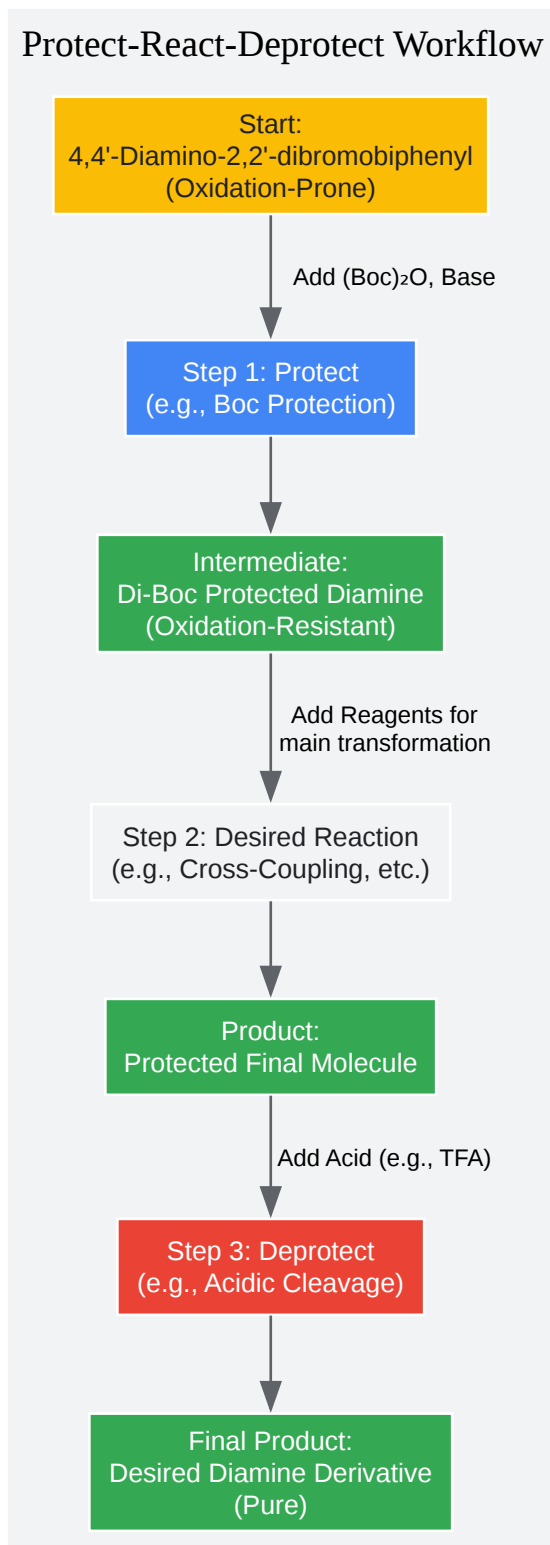 Protect-React-Deprotect Workflow
Start:
4,4'-Diamino-2,2'-dibromobiphenyl
(Oxidation-Prone)
Add (Boc)₂O, Base
Step 1: Protect
(e.g., Boc Protection)
Intermediate:
Di-Boc Protected Diamine
(Oxidation-Resistant)
Add Reagents for
main transformation
Step 2: Desired Reaction
(e.g., Cross-Coupling, etc.)
Product:
Protected Final Molecule
Add Acid (e.g., TFA)
Step 3: Deprotect
(e.g., Acidic Cleavage)
Final Product:
Desired Diamine Derivative
(Pure)